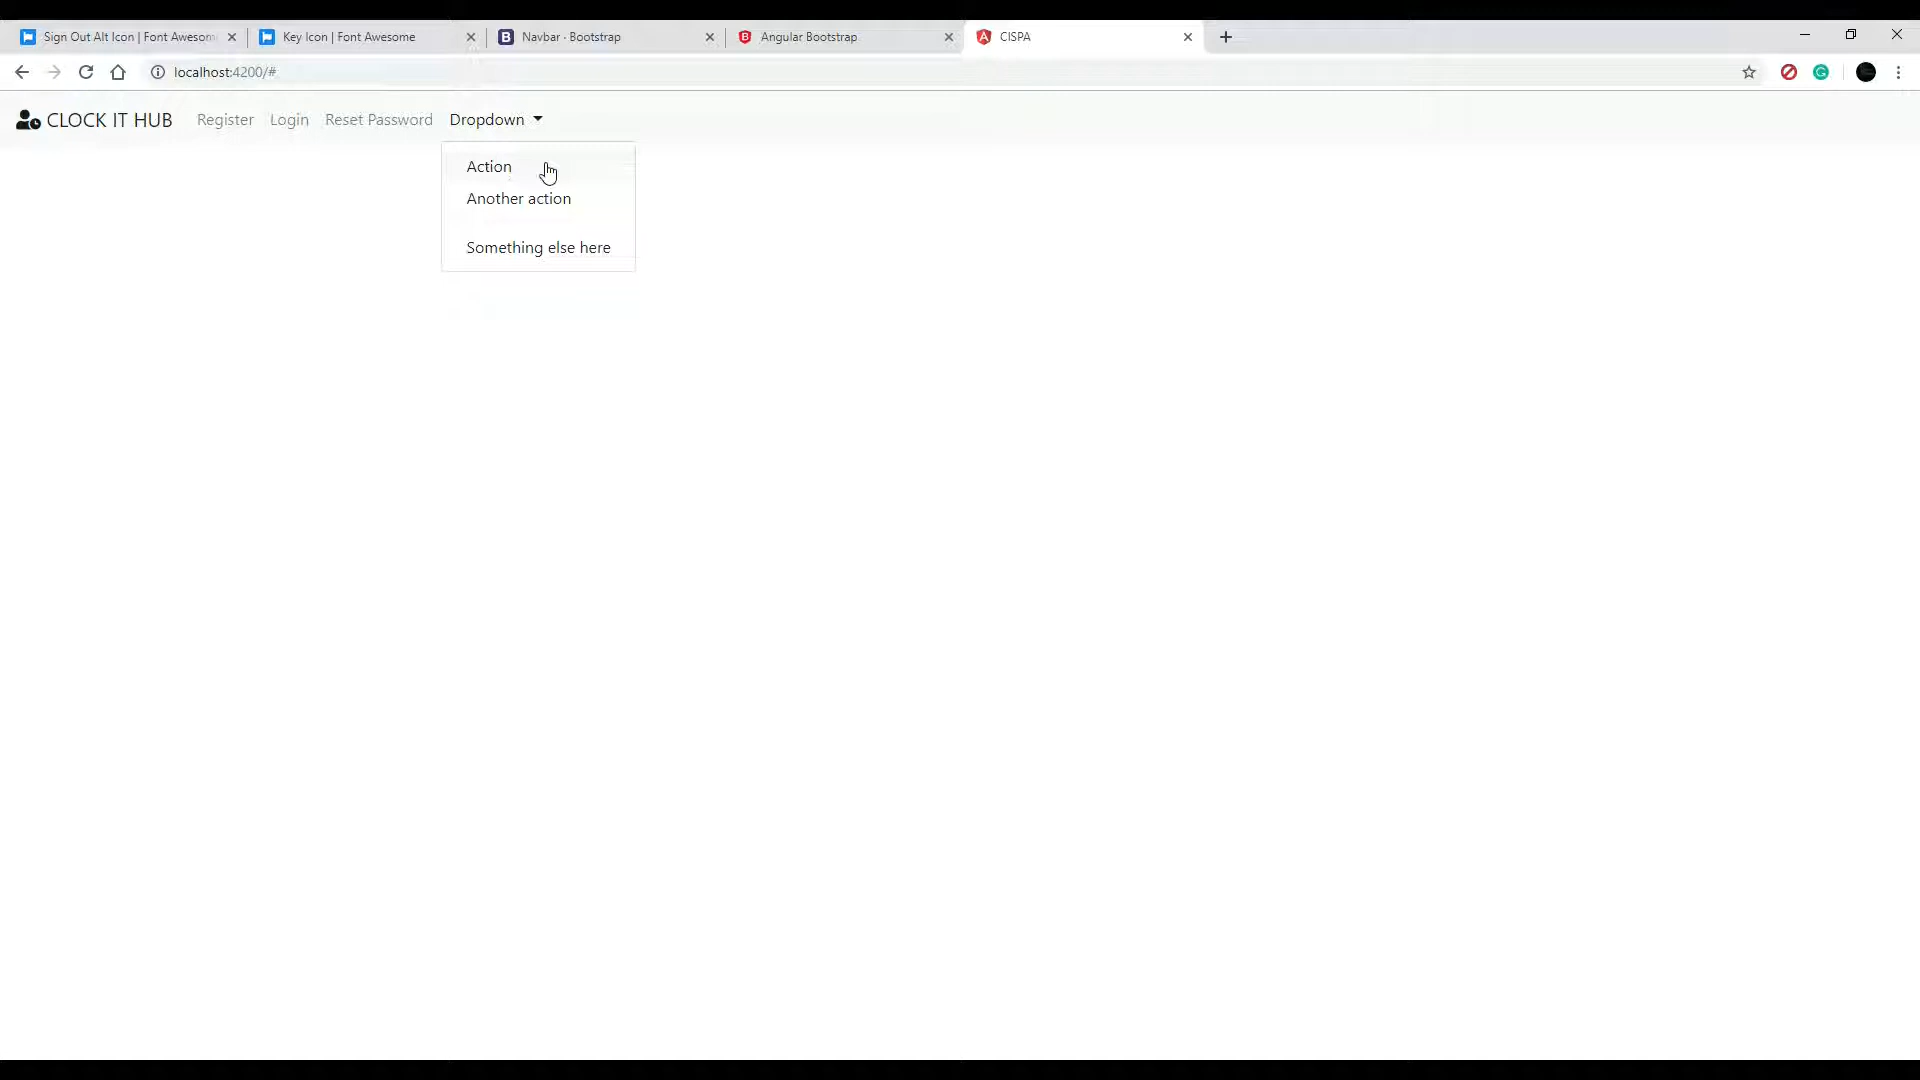 Sign Out Alt Icon | Font Awesom
Key Icon | Font Awesome
Navbar · Bootstrap
Angular Bootstrap
CISPA
localhost:4200/#
CLOCK IT HUB
Register
Login
Reset Password
Dropdown
Action
Another action
Something else here